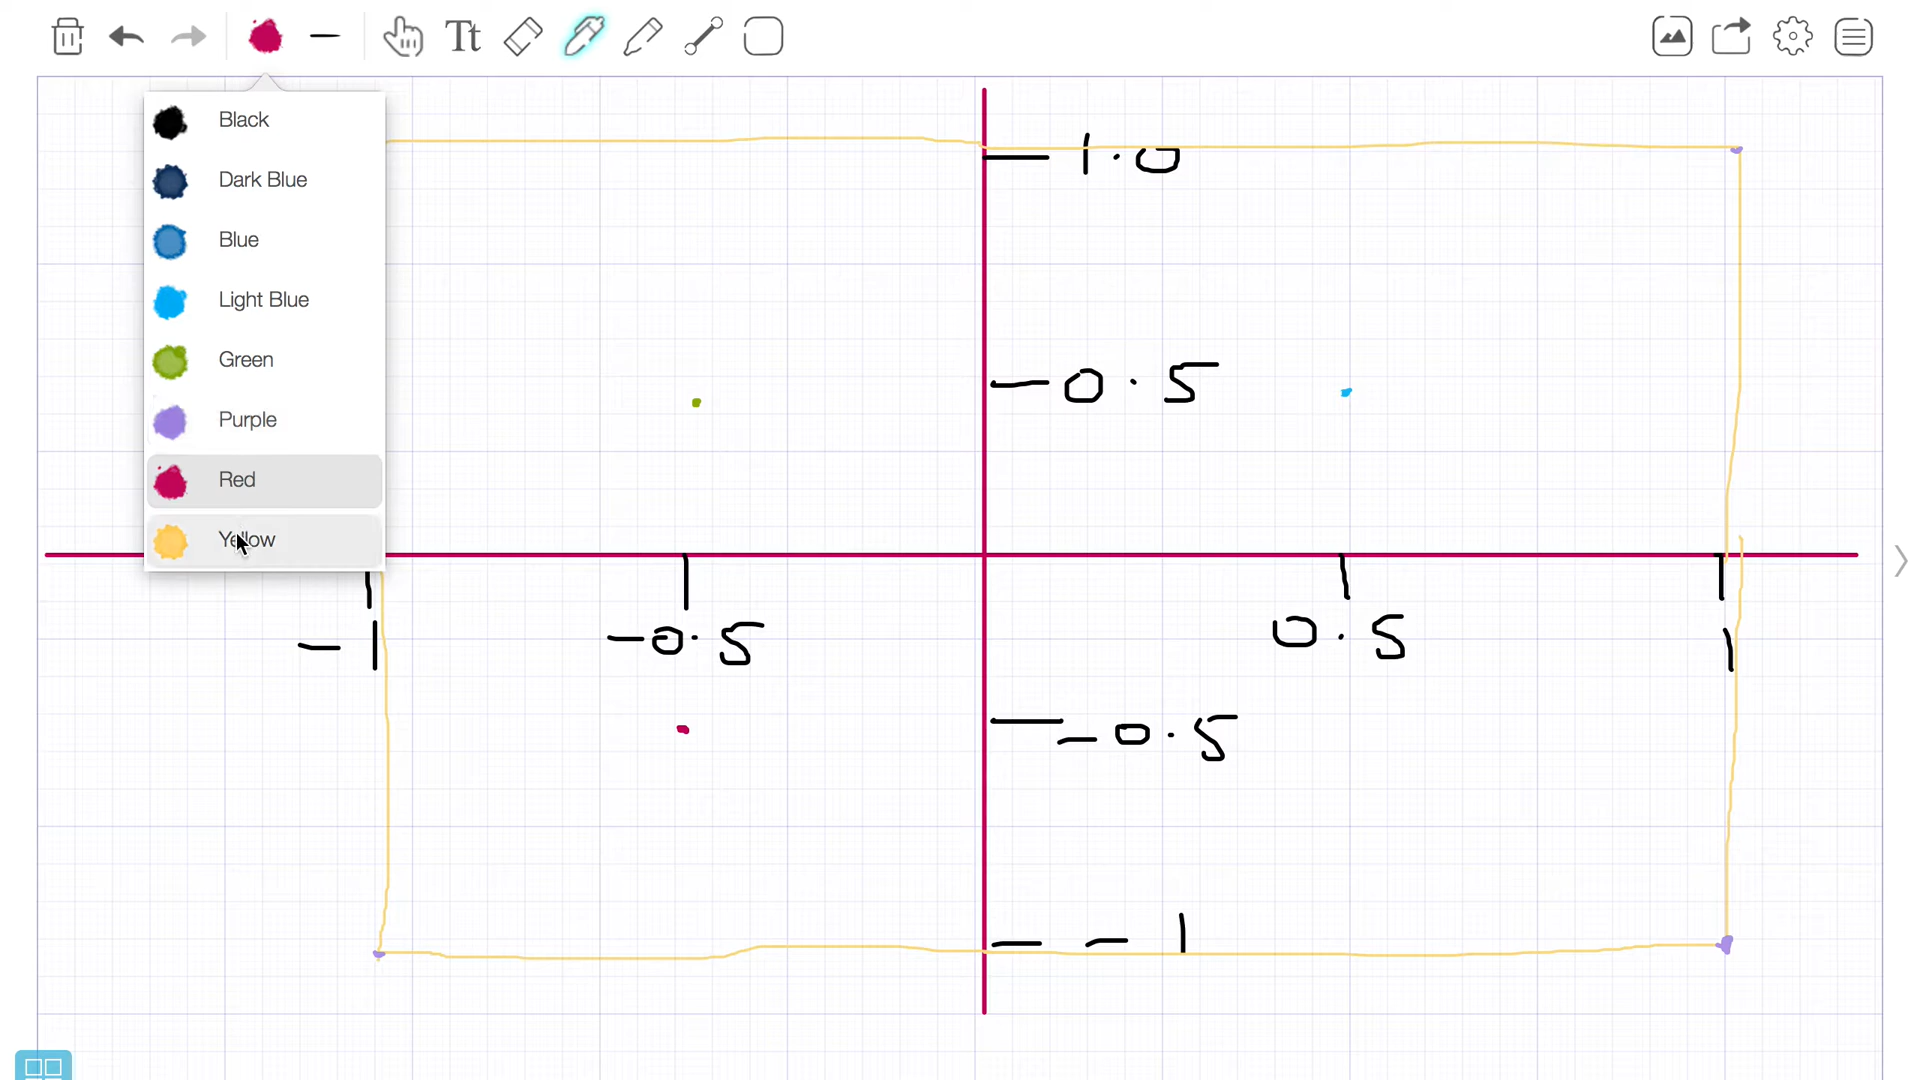 Tt
Black
Dark Blue
Blue
Light Blue
Green
Purple
Red
Yellow
1.0
0.5
-1
-0.5
0.5
1
-0.5
-1